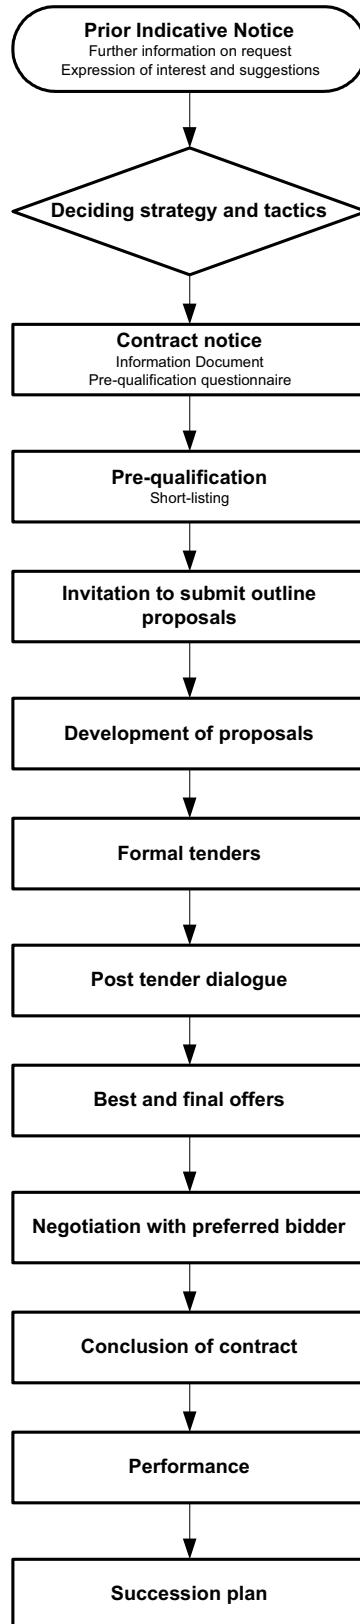 Prior Indicative Notice
Further information on request
Expression of interest and suggestions
Deciding strategy and tactics
Contract notice
Information Document
Pre-qualification questionnaire
Pre-qualification
Short-listing
Invitation to submit outline
proposals
Development of proposals
Formal tenders
Post tender dialogue
Best and final offers
Negotiation with preferred bidder
Conclusion of contract
Performance
Succession plan